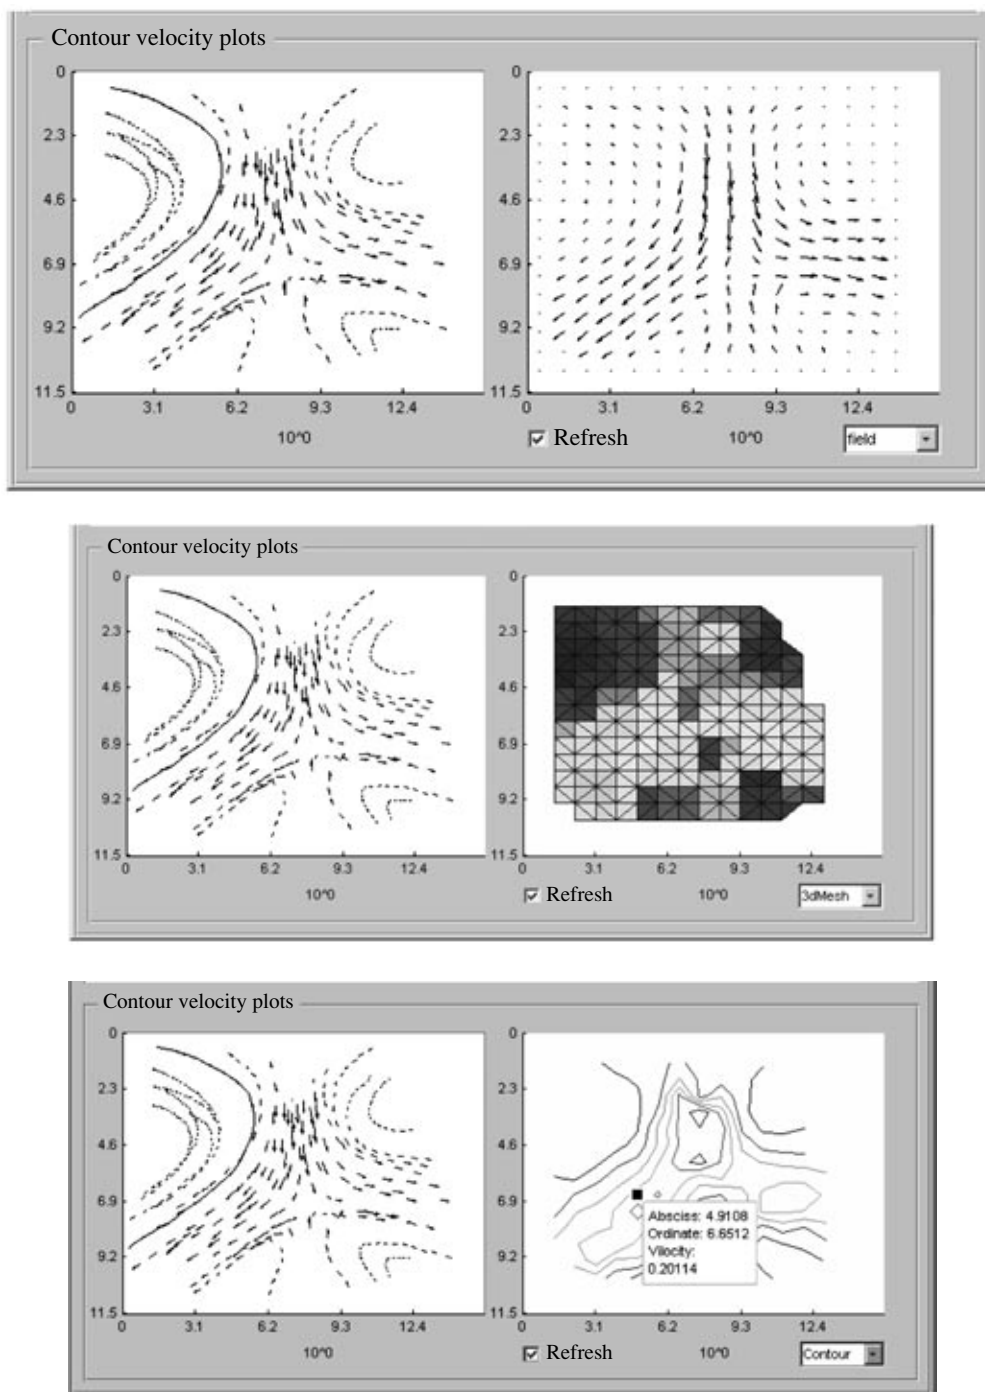 Contour velocity plots
0
2.3
4.6
6.9
9.2
11.5
0 3.1 6.2 9.3 12.4
10^0
0
2.3
4.6
6.9
9.2
11.5
0 3.1 6.2 9.3 12.4
Refresh 10^0 field
Contour velocity plots
0
2.3
4.6
6.9
9.2
11.5
0 3.1 6.2 9.3 12.4
10^0
0
2.3
4.6
6.9
9.2
11.5
0 3.1 6.2 9.3 12.4
Refresh 10^0 3dMesh
Contour velocity plots
0
2.3
4.6
6.9
9.2
11.5
0 3.1 6.2 9.3 12.4
10^0
0
2.3
4.6
6.9
9.2
11.5
0 3.1 6.2 9.3 12.4
Absciss: 4.9108
Ordinate: 6.6512
Vilocity:
0.20114
Refresh 10^0 Contour